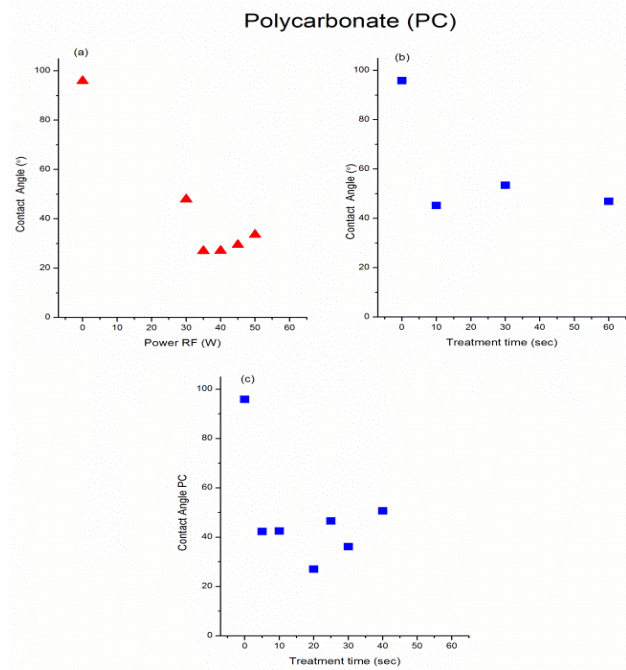 Polycarbonate (PC)
(a)
100
80
60
40
20
0
Contact Angle (°)
0 10 20 30 40 50 60
Power RF (W)
(b)
100
80
60
40
20
0
Contact Angle (°)
0 10 20 30 40 50 60
Treatment time (sec)
(c)
100
80
60
40
20
0
Contact Angle PC
0 10 20 30 40 50 60
Treatment time (sec)